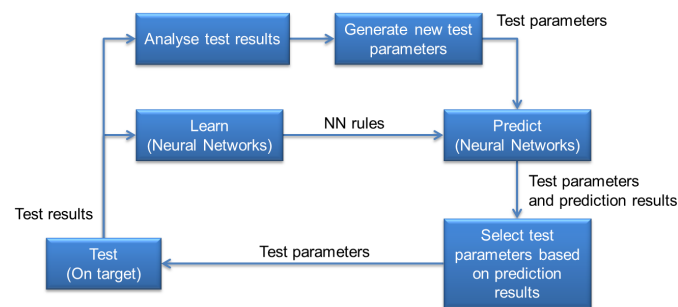 Test parameters
Analyse test results
Generate new test
parameters
Learn
(Neural Networks)
NN rules
Predict
(Neural Networks)
Test parameters
and prediction results
Test results
Test
(On target)
Test parameters
Select test
parameters based
on prediction
results